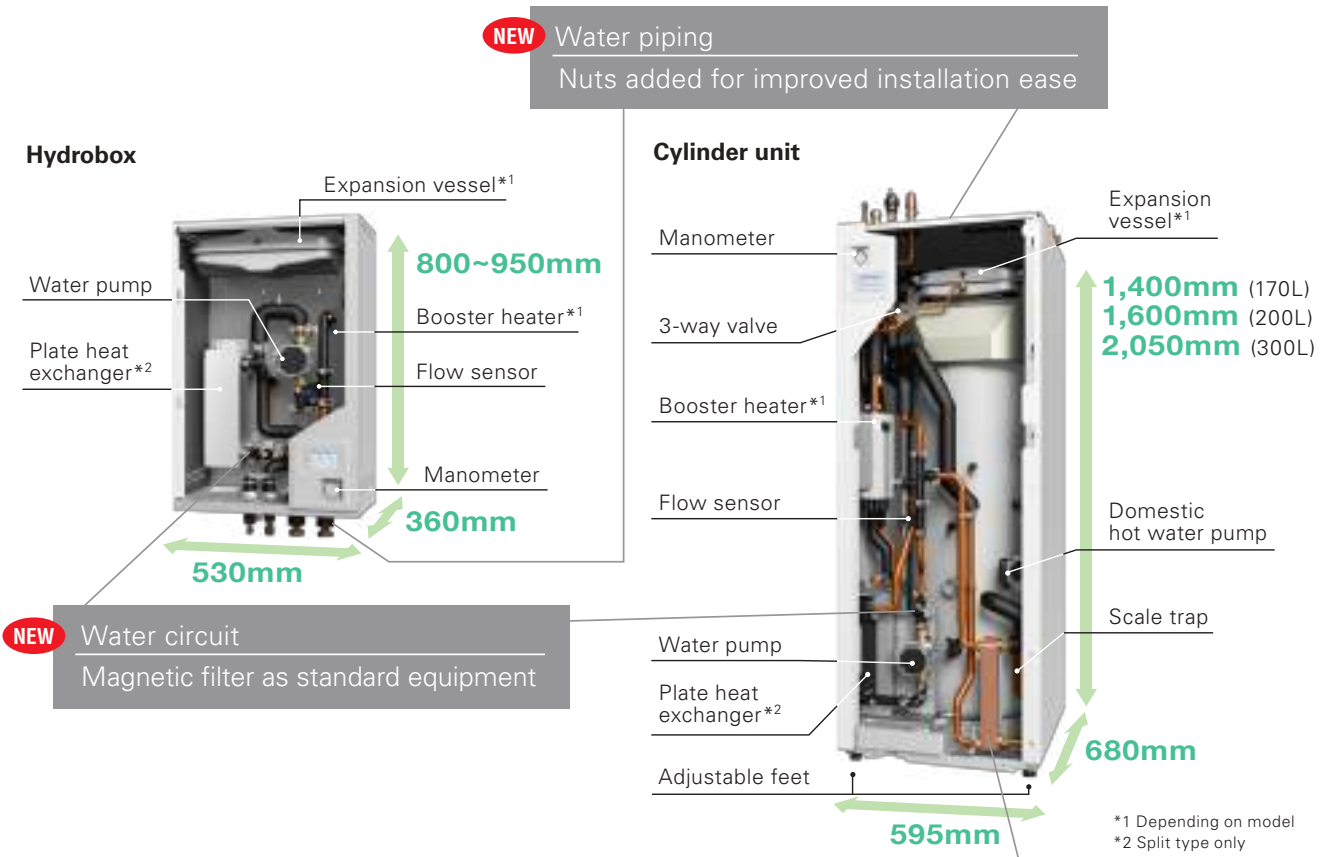 NEW Water piping
Nuts added for improved installation ease
Hydrobox
Expansion vessel*1
800~950mm
Water pump
Booster heater*1
Plate heat
exchanger*2
Flow sensor
Manometer
360mm
530mm
NEW Water circuit
Magnetic filter as standard equipment
Cylinder unit
Expansion
vessel*1
Manometer
1,400mm (170L)
1,600mm (200L)
2,050mm (300L)
3-way valve
Booster heater*1
Flow sensor
Domestic
hot water pump
Scale trap
Water pump
Plate heat
exchanger*2
680mm
Adjustable feet
595mm
*1 Depending on model
*2 Split type only